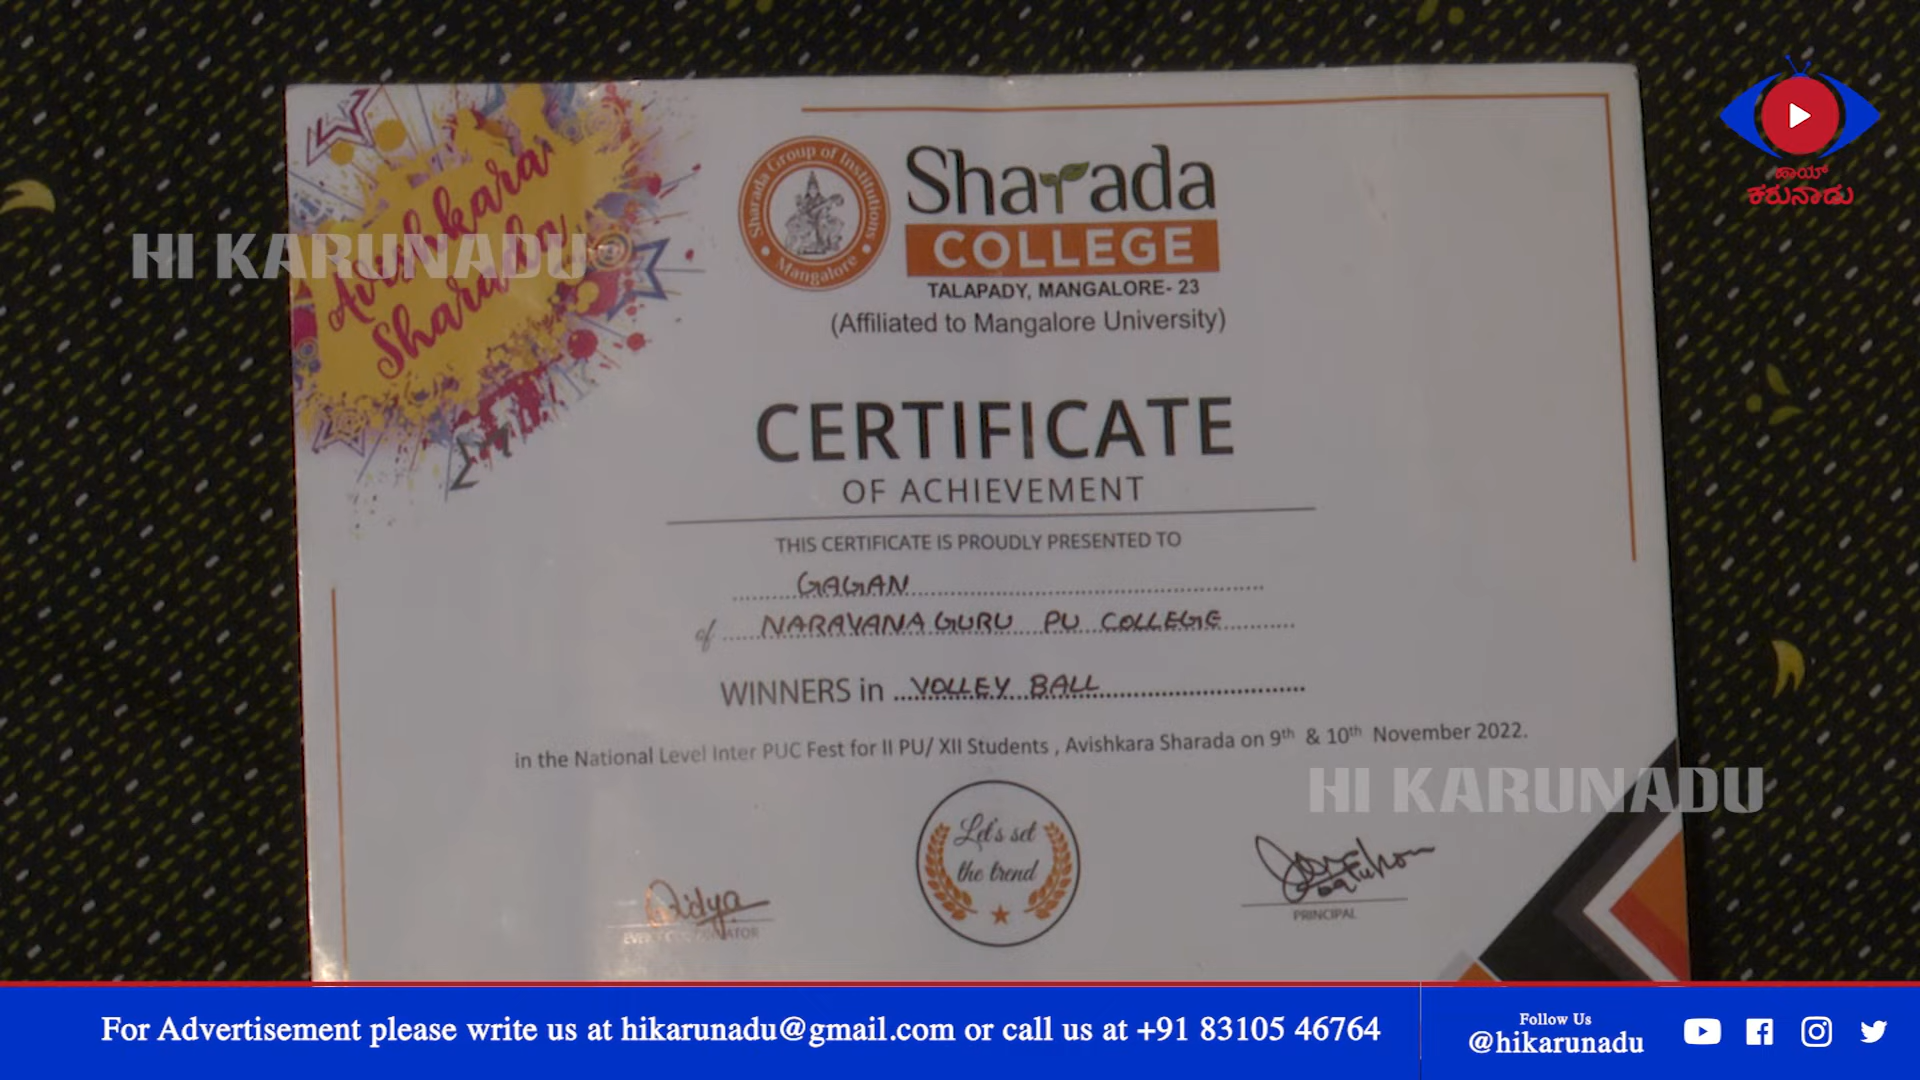 Avishkara
Sharada
Sharada Group of Institutions
Mangalore
Sharada
COLLEGE
TALAPADY, MANGALORE- 23
(Affiliated to Mangalore University)
ಹಾಯ್
ಕರುನಾಡು
HI KARUNADU
CERTIFICATE
OF ACHIEVEMENT
THIS CERTIFICATE IS PROUDLY PRESENTED TO
GAGAN
of NARAYANA GURU PU COLLEGE
WINNERS in VOLLEY BALL
in the National Level Inter PUC Fest for II PU/ XII Students , Avishkara Sharada on 9th & 10th November 2022.
HI KARUNADU
Let's set
the trend
Vidya
PRINCIPAL
For Advertisement please write us at hikarunadu@gmail.com or call us at +91 83105 46764
Follow Us
@hikarunadu